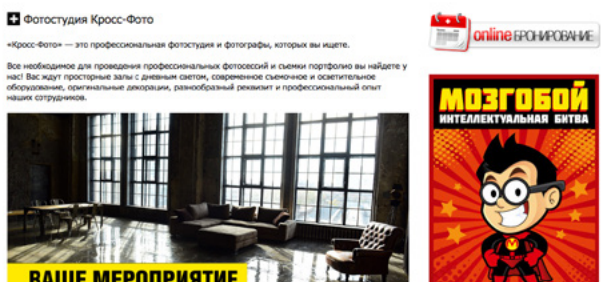 Фотостудия Кросс-Фото
«Кросс-Фото» — это профессиональная фотостудия и фотографы, которых вы ищете.
Все необходимое для проведения профессиональных фотосессий и съемки портфолио вы найдете у
нас! Вас ждут просторные залы с дневным светом, современное съемочное и осветительное
оборудование, оригинальные декорации, разнообразный реквизит и профессиональный опыт
наших сотрудников.
ВАШЕ МЕРОПРИЯТИЕ
online БРОНИРОВАНИЕ
МОЗГОБОЙ
ИНТЕЛЛЕКТУАЛЬНАЯ БИТВА
М